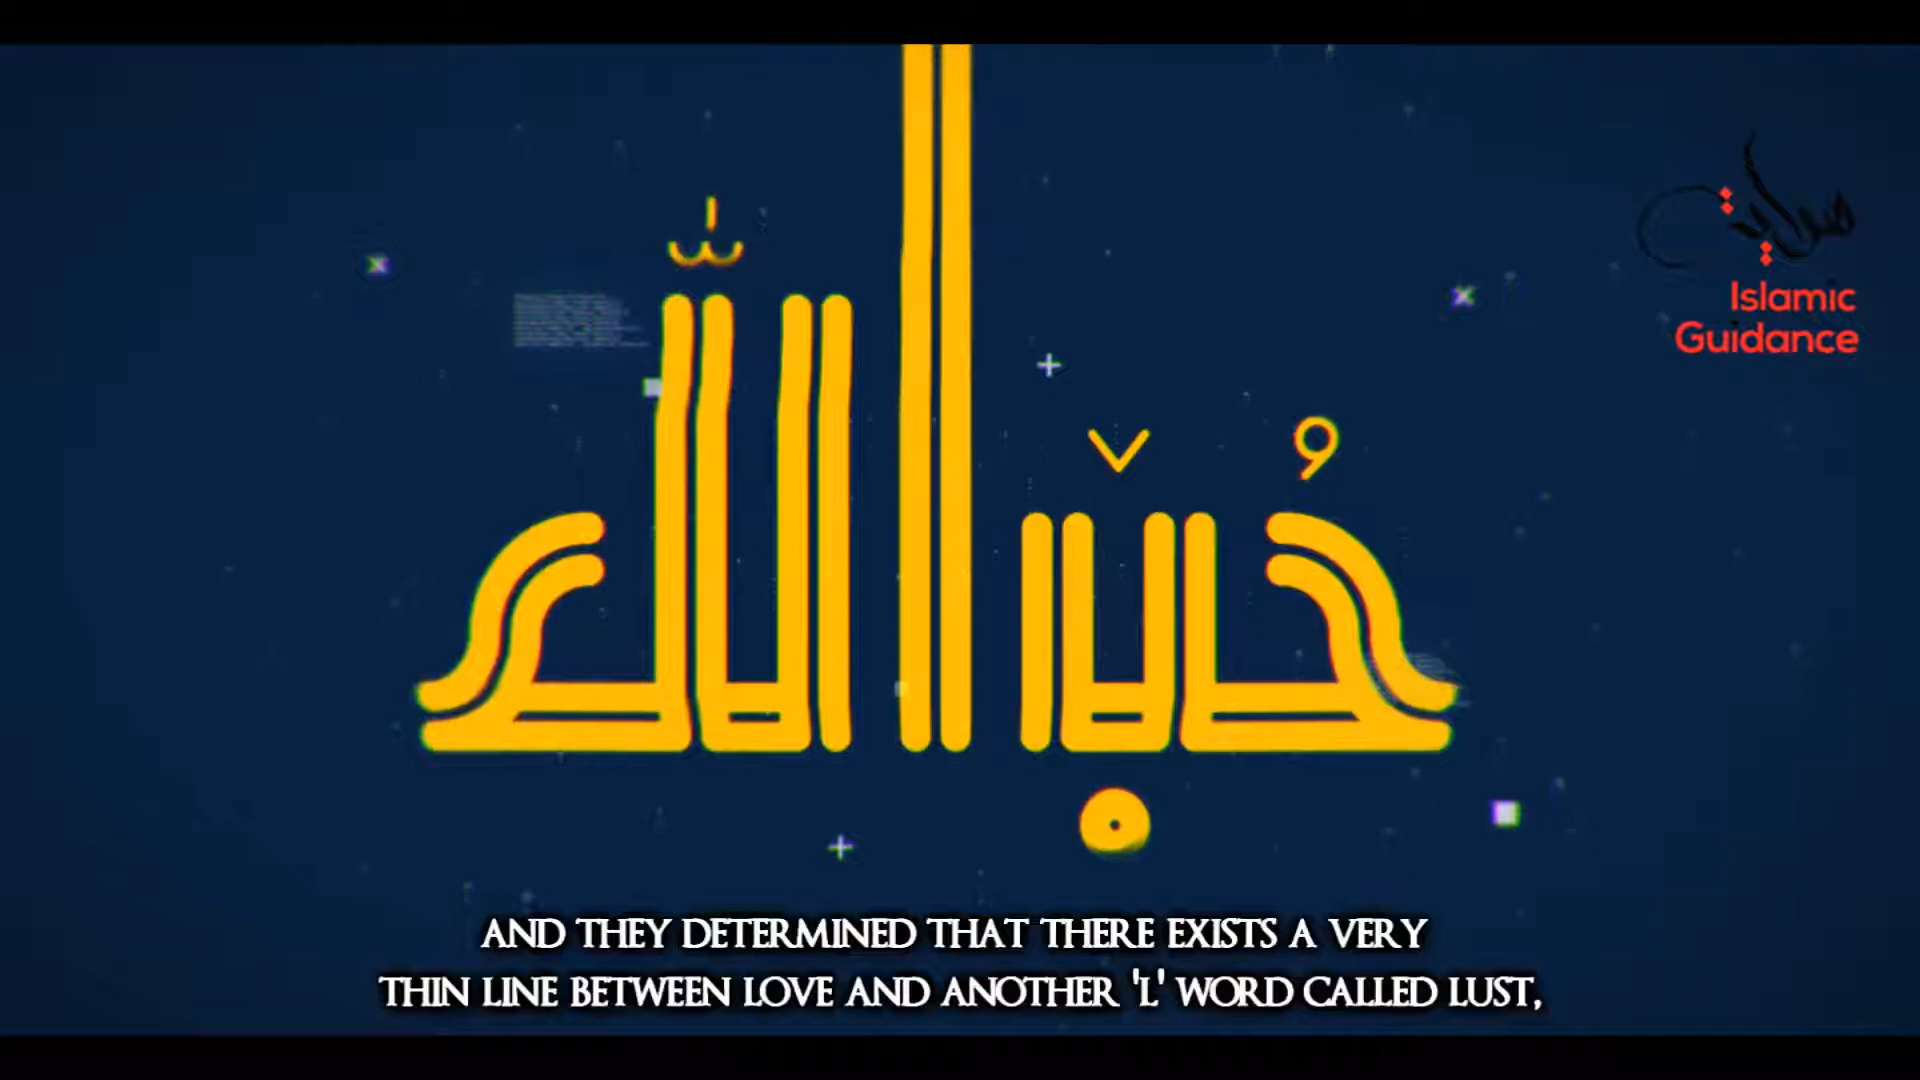 حُبُّ الله
هداية
Islamic
Guidance
AND THEY DETERMINED THAT THERE EXISTS A VERY
THIN LINE BETWEEN LOVE AND ANOTHER 'L' WORD CALLED LUST,